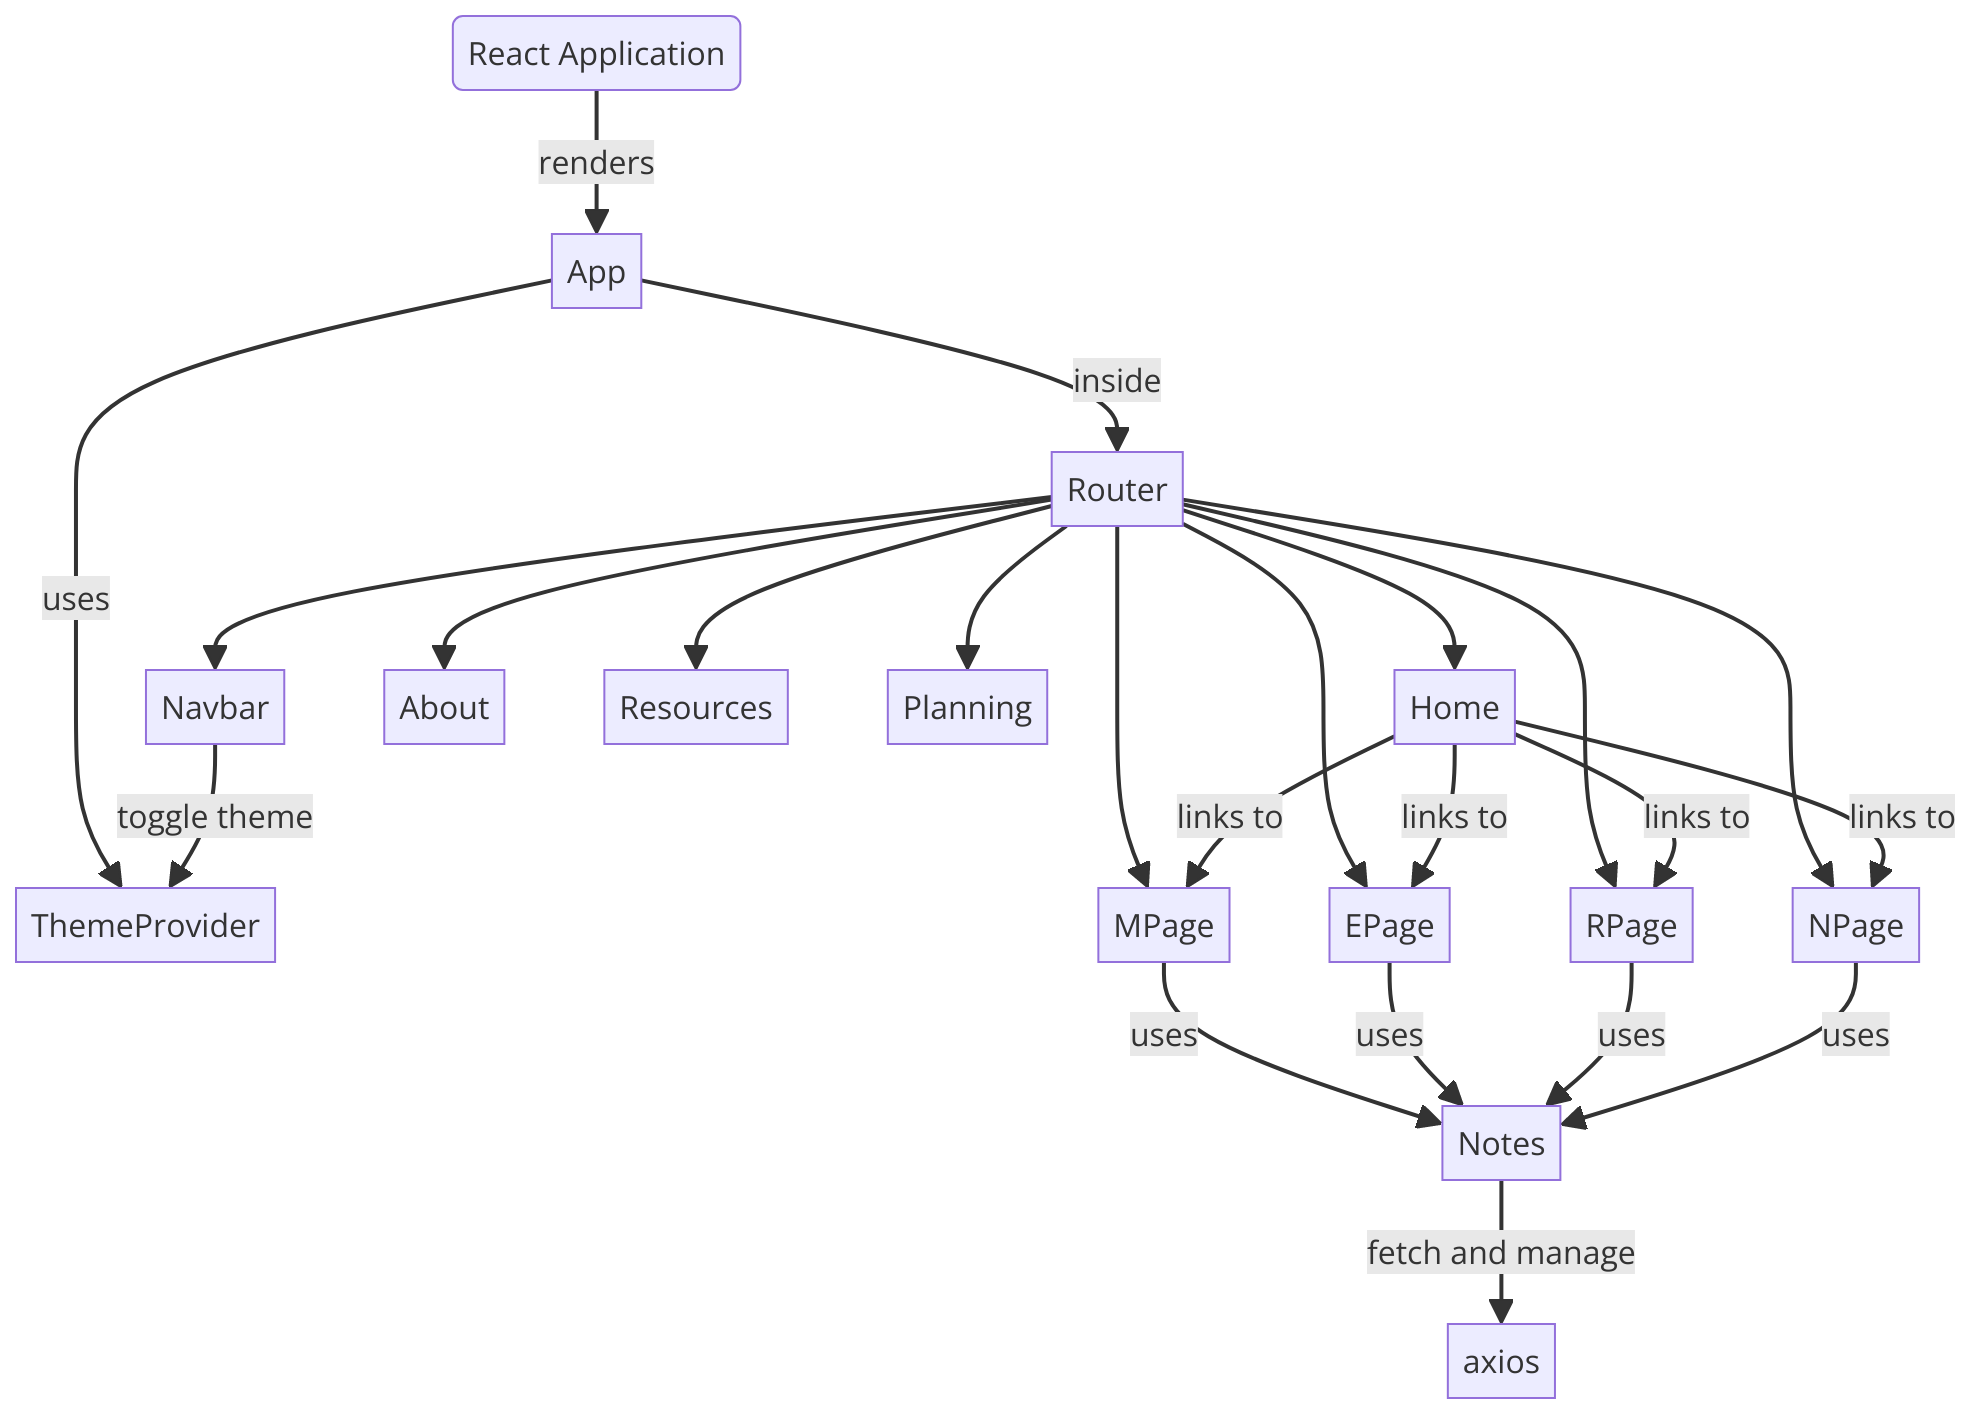 React Application
renders
App
inside
Router
uses
Navbar
About
Resources
Planning
Home
toggle theme
links to
links to
links to
links to
ThemeProvider
MPage
EPage
RPage
NPage
uses
uses
uses
uses
Notes
fetch and manage
axios